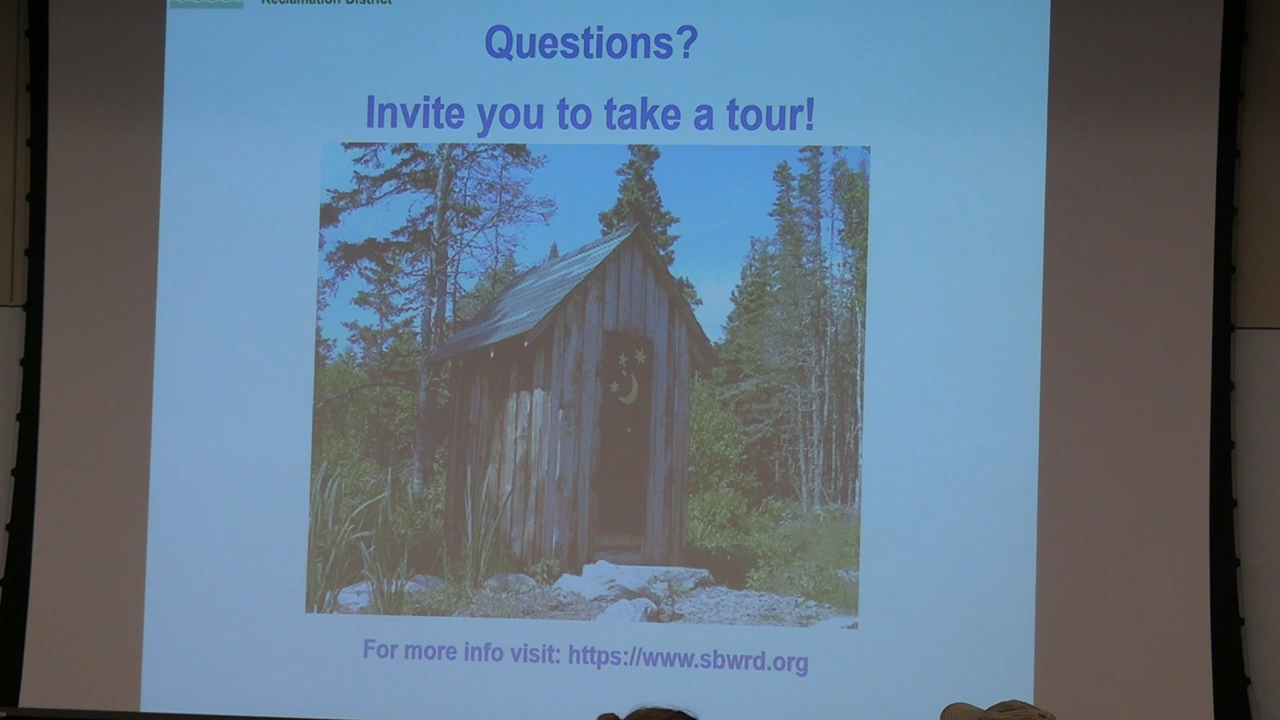 Reclamation District
Questions?
Invite you to take a tour!
For more info visit: https://www.sbwrd.org